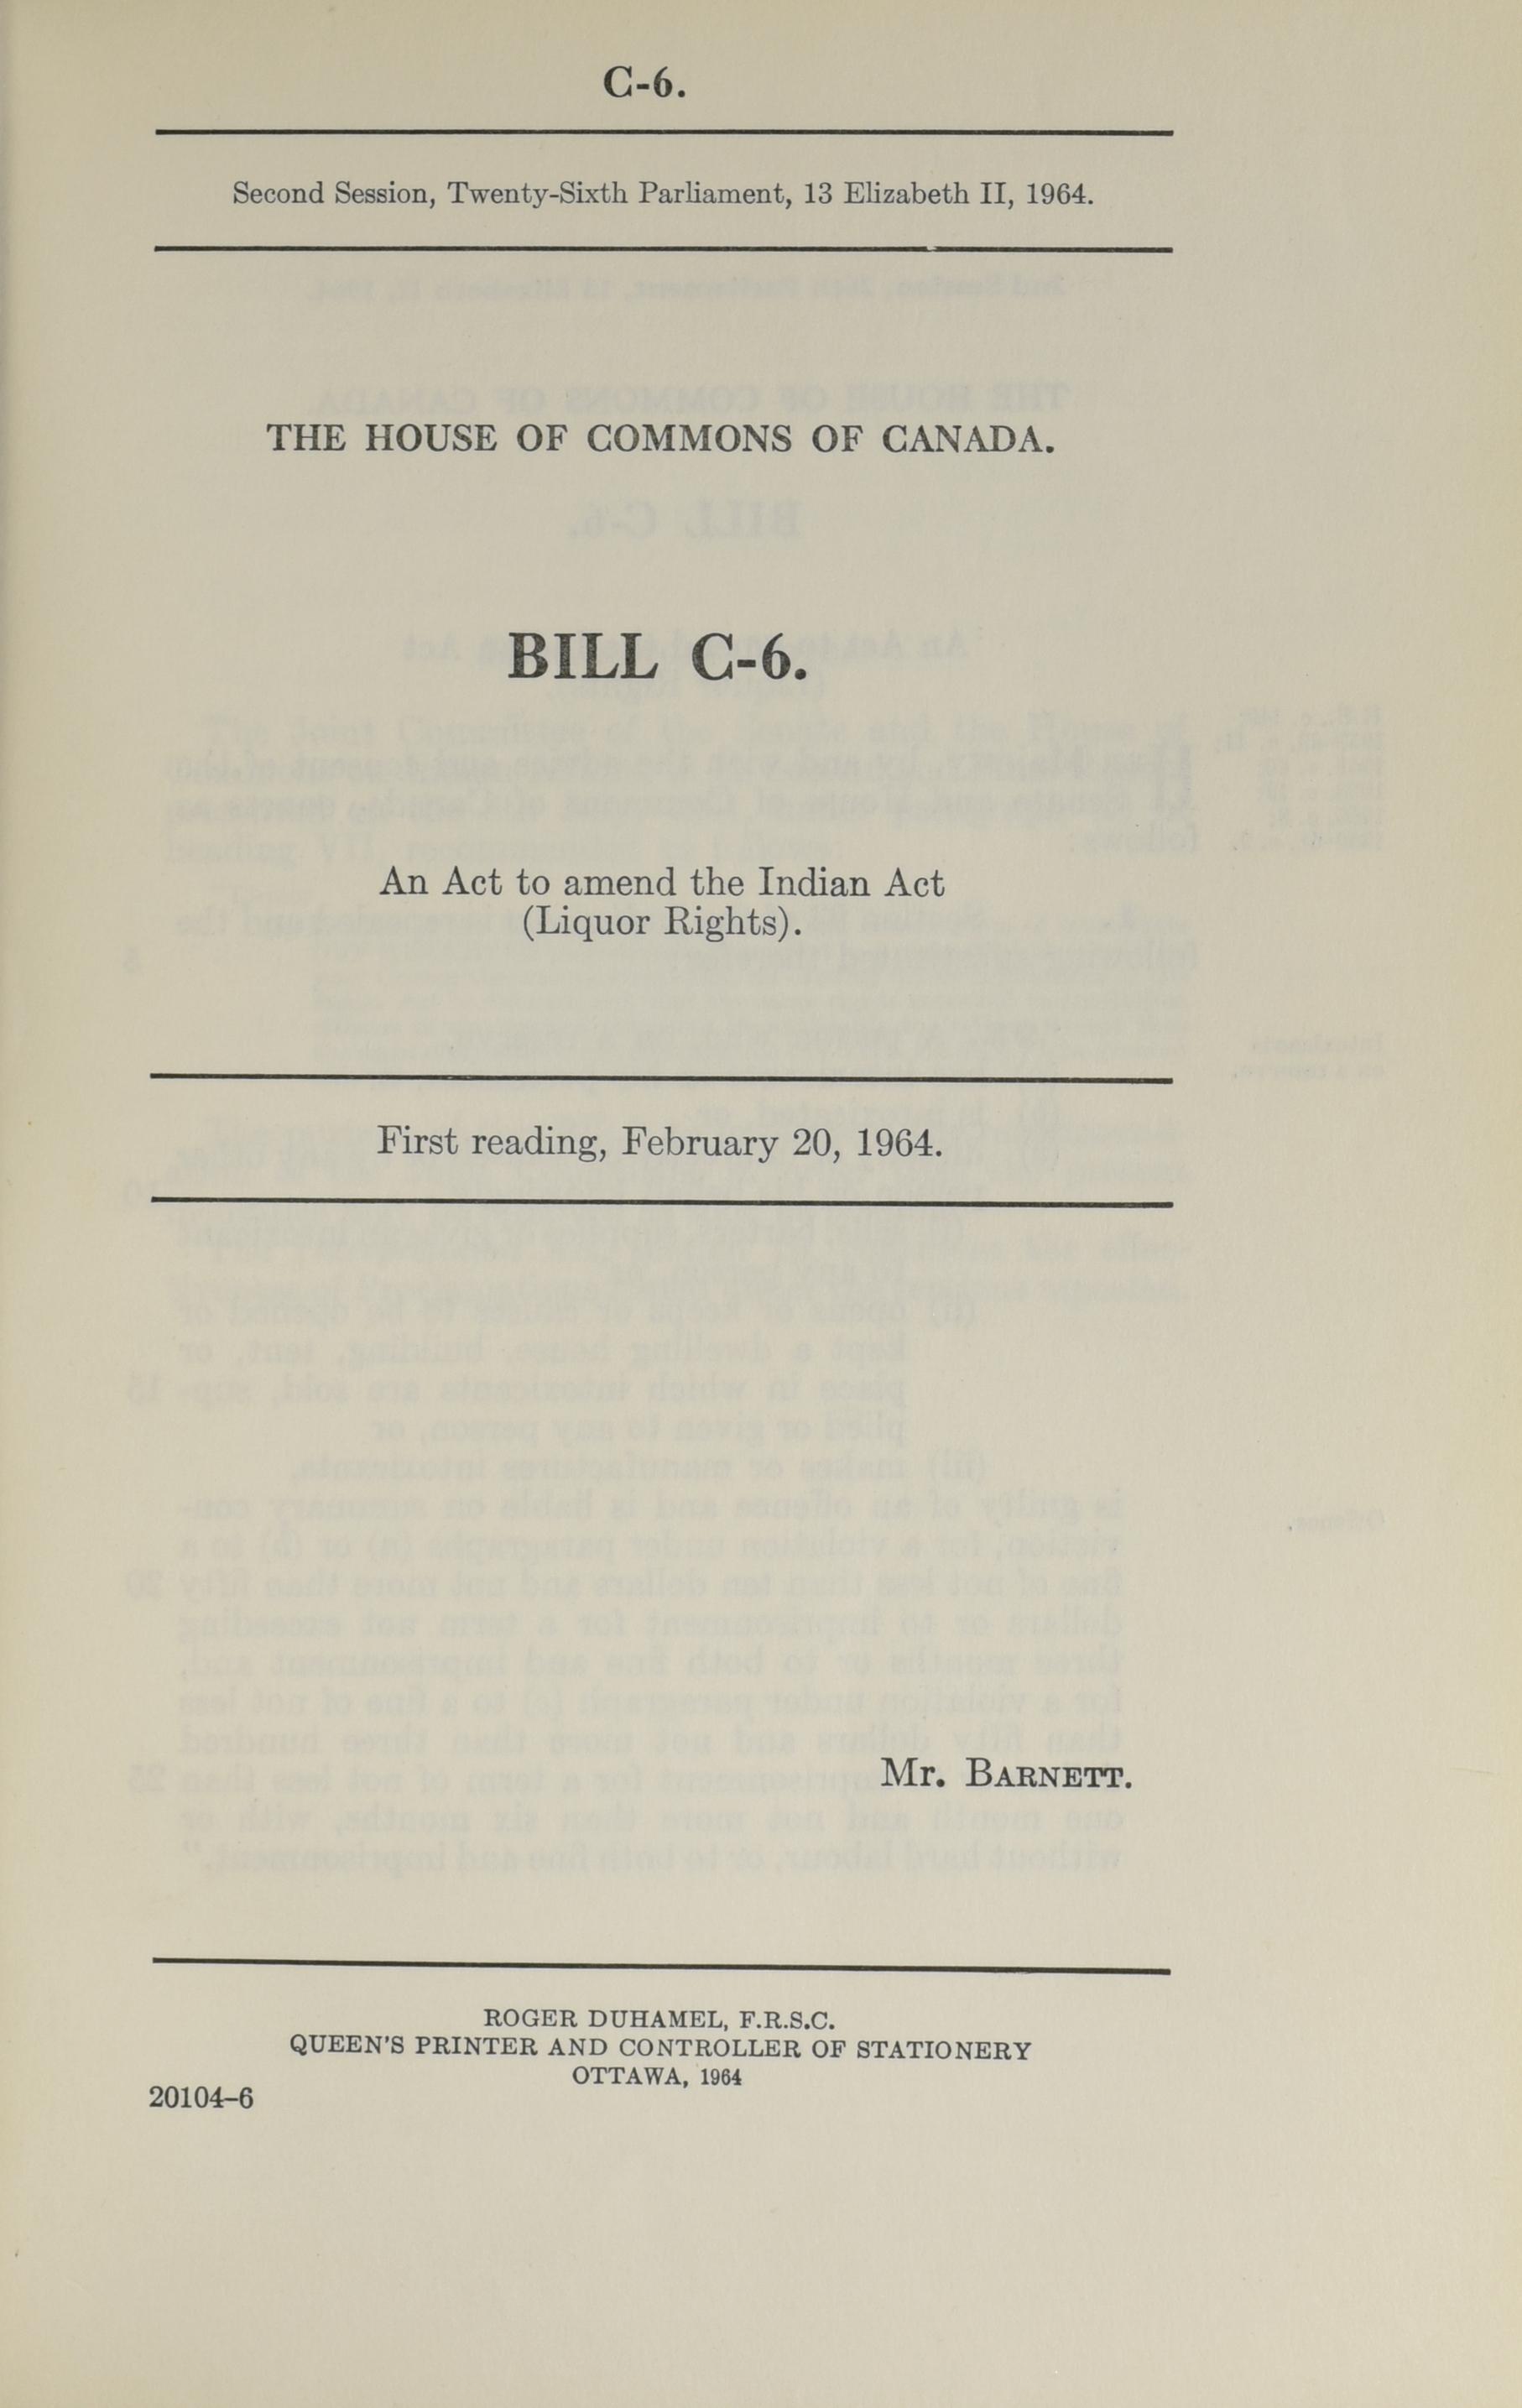 C-6.
Second Session, Twenty-Sixth Parliament, 13 Elizabeth II, 1964.
THE HOUSE OF COMMONS OF CANADA.
BILL C-6.
An Act to amend the Indian Act
(Liquor Rights).
First reading, February 20, 1964.
Mr. BARNETT.
ROGER DUHAMEL, F.R.S.C.
QUEEN'S PRINTER AND CONTROLLER OF STATIONERY
OTTAWA, 1964
20104-6